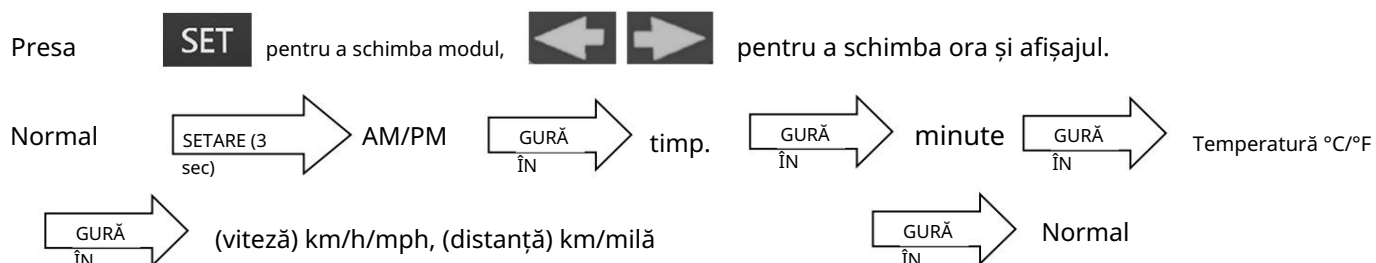 Presa SET pentru a schimba modul, pentru a schimba ora și afișajul.
Normal SETARE (3 sec) AM/PM GURĂ ÎN timp. GURĂ ÎN minute GURĂ ÎN Temperatură °C/°F
GURĂ ÎN (viteză) km/h/mph, (distanță) km/milă GURĂ ÎN Normal